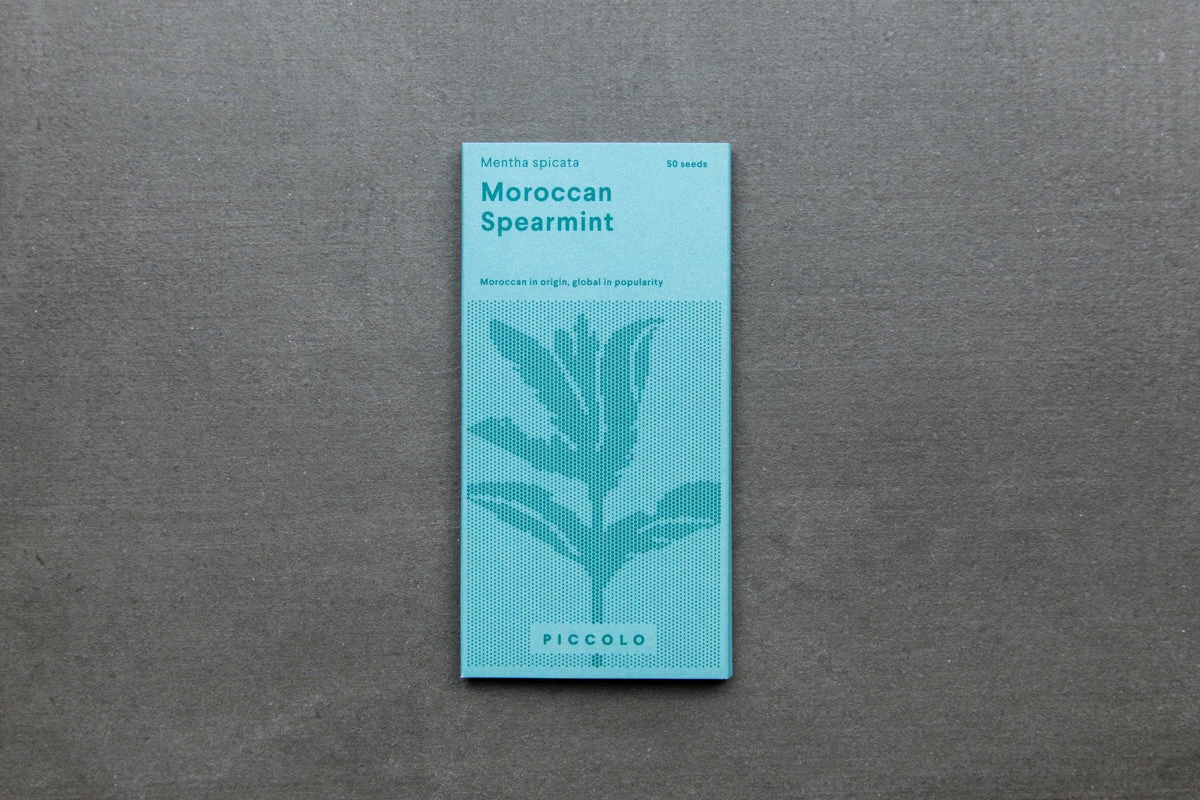 Mentha spicata
50 seeds
Moroccan
Spearmint
Moroccan in origin, global in popularity
PICCOLO